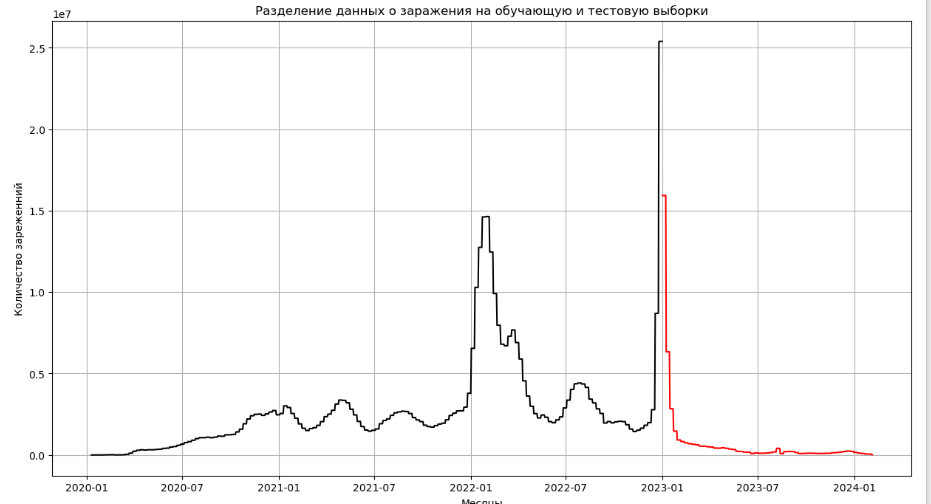 Разделение данных о заражения на обучающую и тестовую выборки
1e7
2.5
2.0
1.5
1.0
0.5
0.0
Количество зареженний
2020-01 2020-07 2021-01 2021-07 2022-01 2022-07 2023-01 2023-07 2024-01
Месяцы